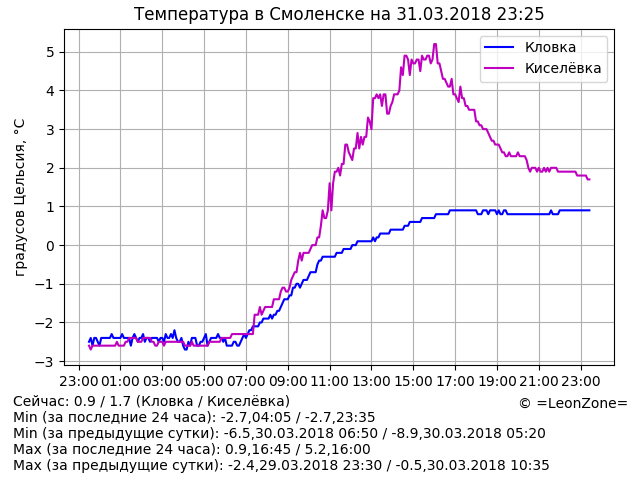 Температура в Смоленске на 31.03.2018 23:25
градусов Цельсия, °C
5
4
3
2
1
0
−1
−2
−3
Кловка
Киселёвка
23:00 01:00 03:00 05:00 07:00 09:00 11:00 13:00 15:00 17:00 19:00 21:00 23:00
Сейчас: 0.9 / 1.7 (Кловка / Киселёвка)
© =LeonZone=
Min (за последние 24 часа): -2.7,04:05 / -2.7,23:35
Min (за предыдущие сутки): -6.5,30.03.2018 06:50 / -8.9,30.03.2018 05:20
Max (за последние 24 часа): 0.9,16:45 / 5.2,16:00
Max (за предыдущие сутки): -2.4,29.03.2018 23:30 / -0.5,30.03.2018 10:35